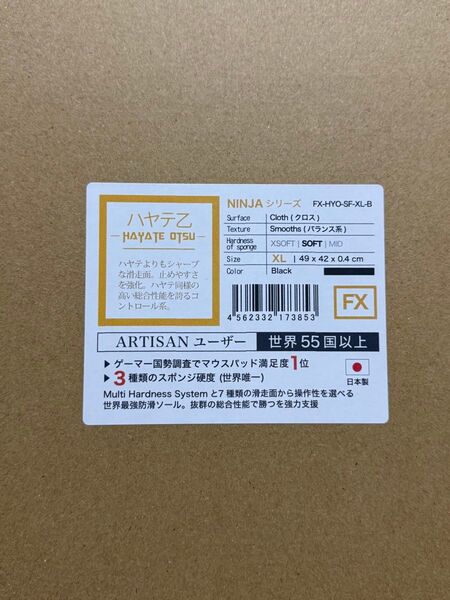 ハヤテ乙
HAYATE OTSU
ハヤテよりもシャープ
な滑走面。止めやすさ
を強化。ハヤテ同様の
高い総合性能を誇るコ
ントロール系。
NINJA シリーズ FX-HYO-SF-XL-B
Surface Cloth (クロス)
Texture Smooths (バランス系)
Hardness of sponge XSOFT | SOFT | MID
Size XL | 49 x 42 x 0.4 cm
Color Black
4 562332 173853
FX
ARTISAN ユーザー 世界 55 国以上
▶ ゲーマー国勢調査でマウスパッド満足度 1位
▶ 3 種類のスポンジ硬度 (世界唯一)
日本製
Multi Hardness System と7 種類の滑走面から操作性を選べる
世界最強防滑ソール。抜群の総合性能で勝つを強力支援